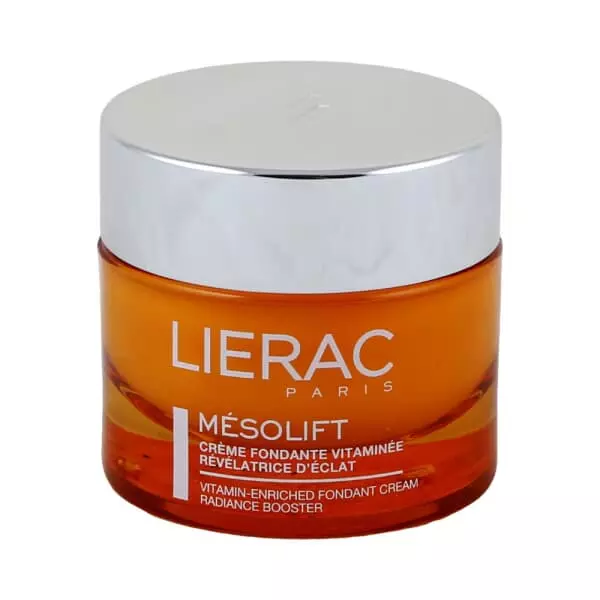 LIERAC
PARIS
MÉSOLIFT
CRÈME FONDANTE VITAMINÉE
RÉVÉLATRICE D'ÉCLAT
VITAMIN-ENRICHED FONDANT CREAM
RADIANCE BOOSTER